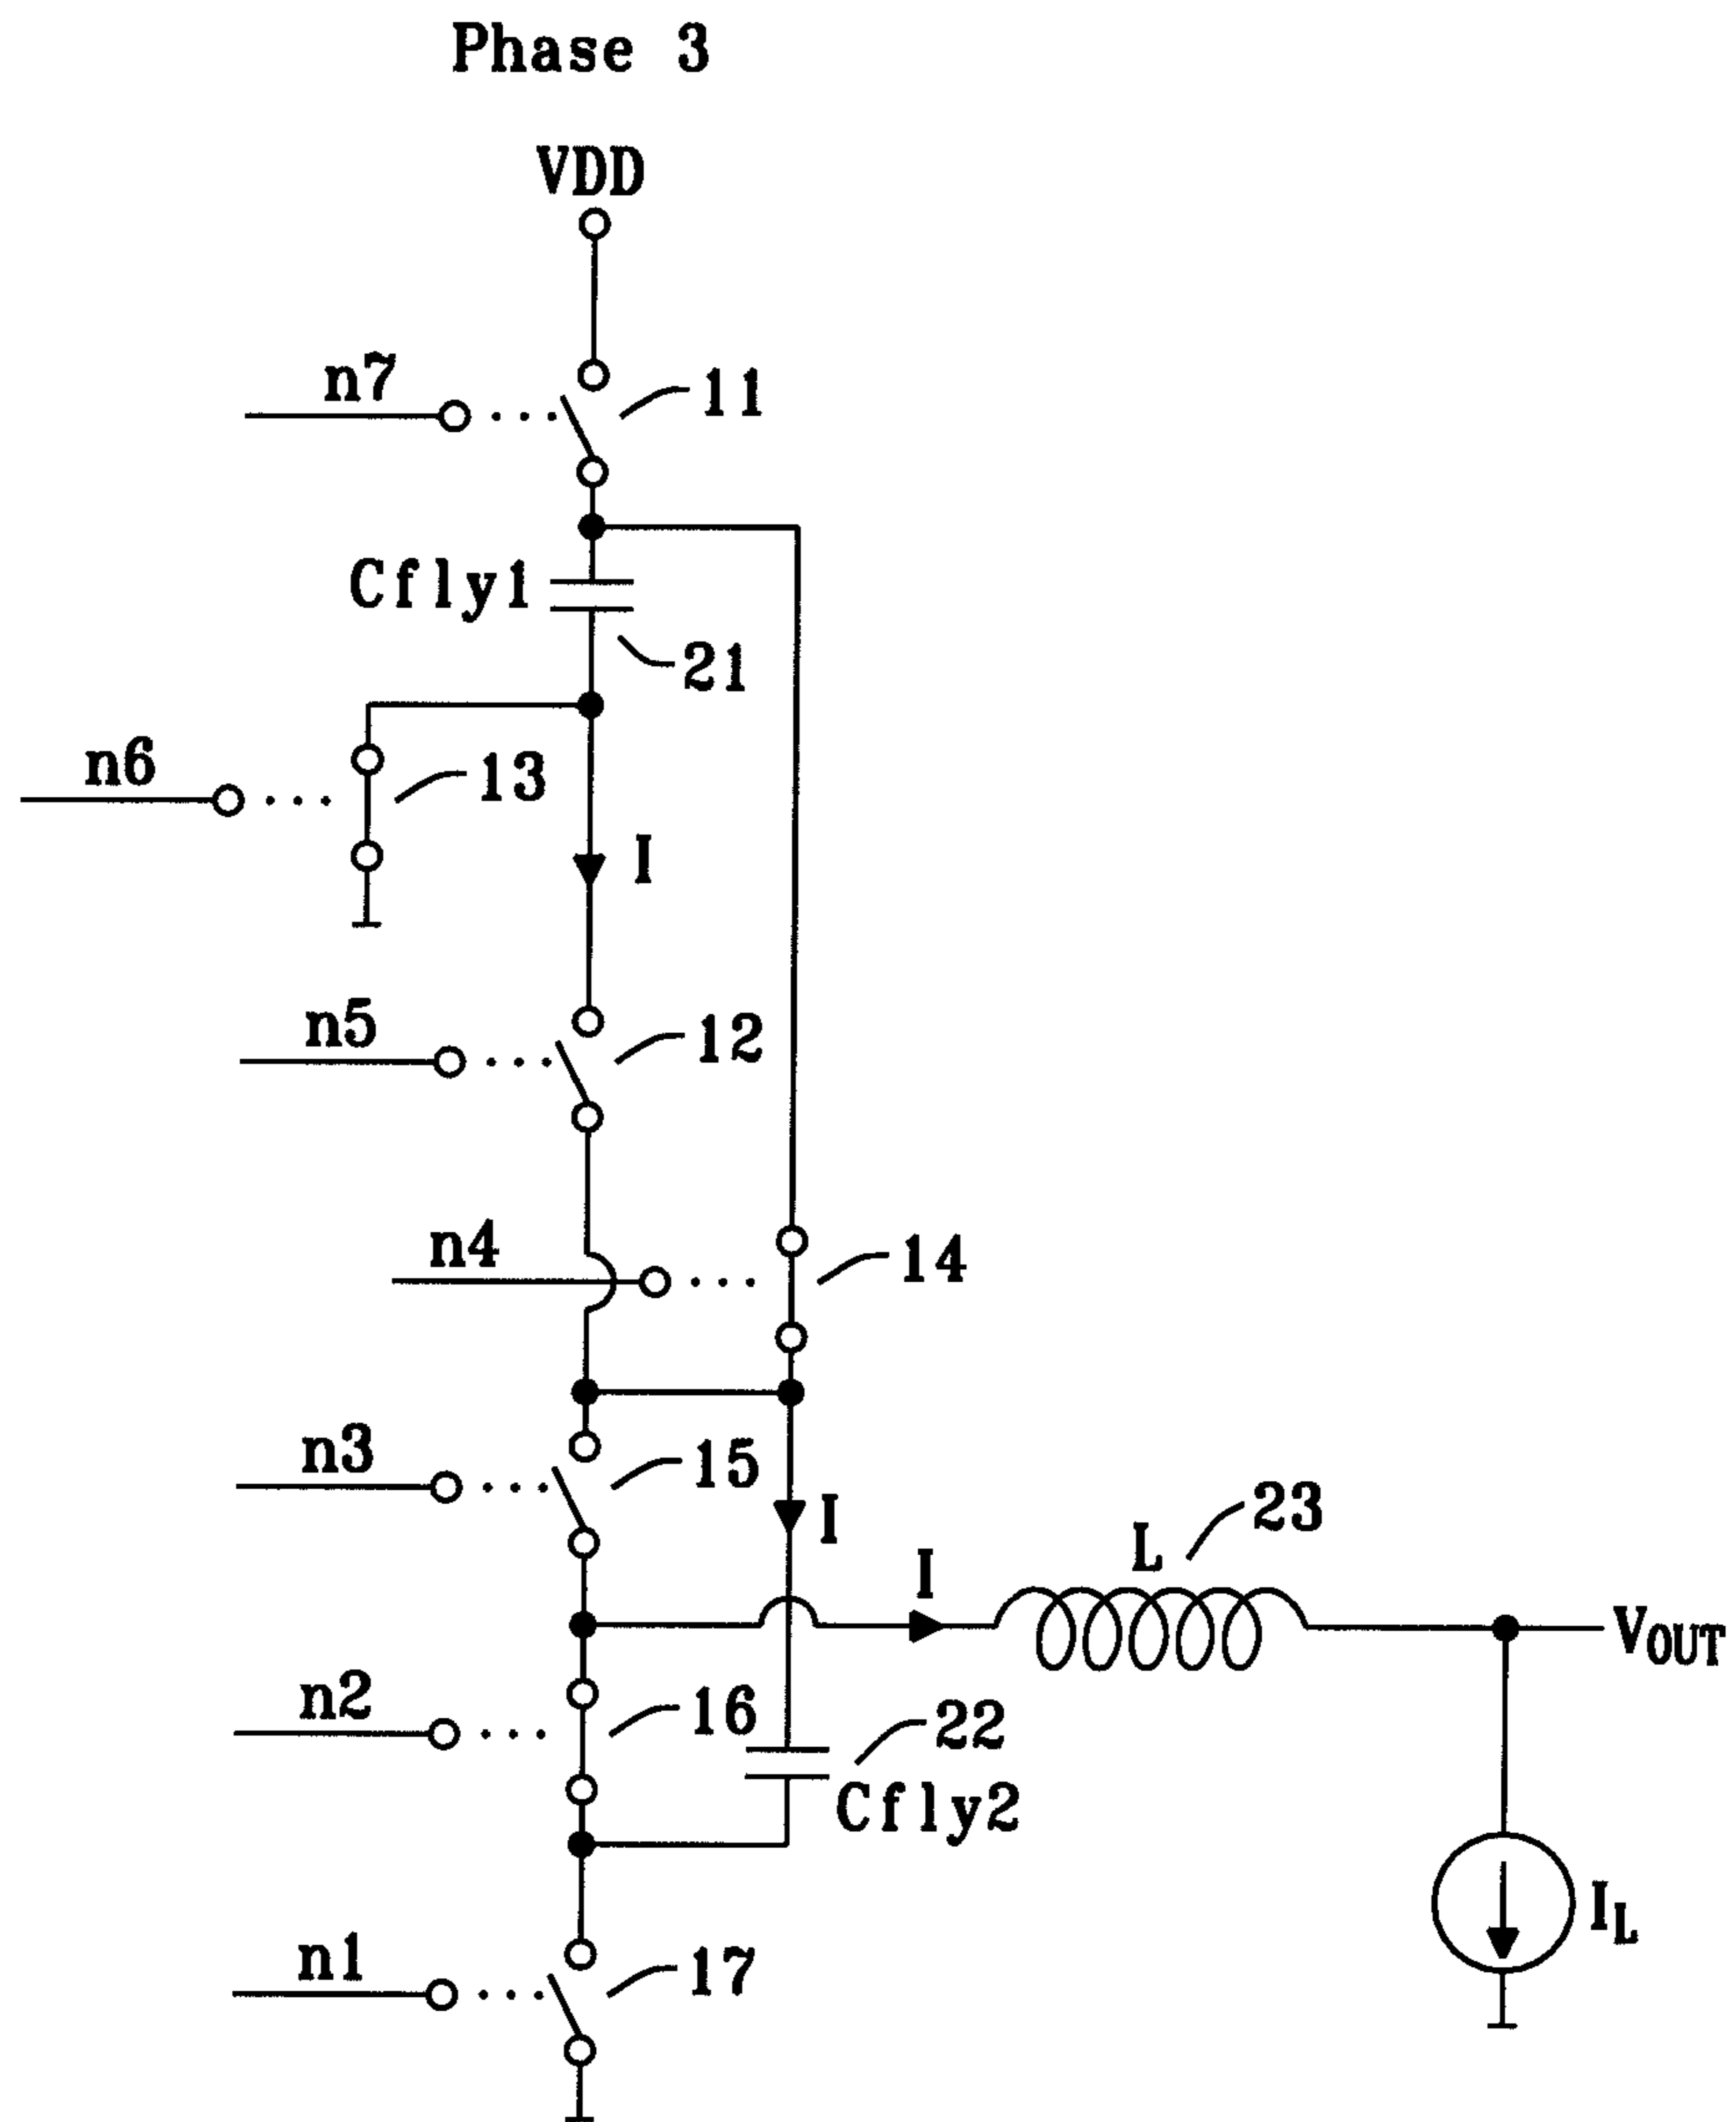 Phase 3
VDD
n7
11
Cfly1
21
n6
13
I
n5
12
n4
14
n3
15
I
I
L
23
VOUT
n2
16
22
Cfly2
IL
n1
17